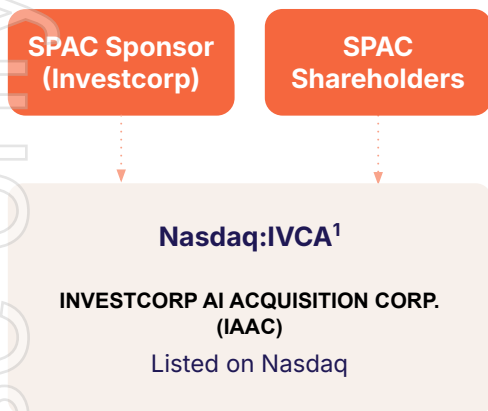 SPAC Sponsor
(Investcorp)
SPAC
Shareholders
Nasdaq:IVCA¹
INVESTCORP AI ACQUISITION CORP.
(IAAC)
Listed on Nasdaq